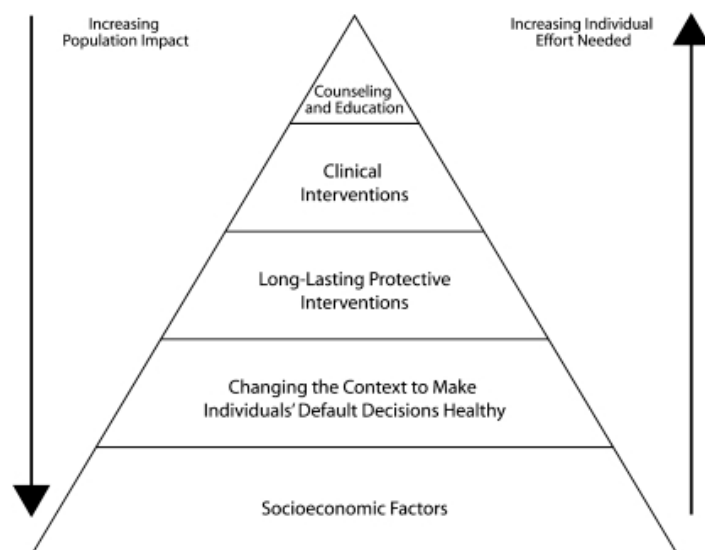 Increasing
Population Impact
Increasing Individual
Effort Needed
Counseling
and Education
Clinical
Interventions
Long-Lasting Protective
Interventions
Changing the Context to Make
Individuals' Default Decisions Healthy
Socioeconomic Factors